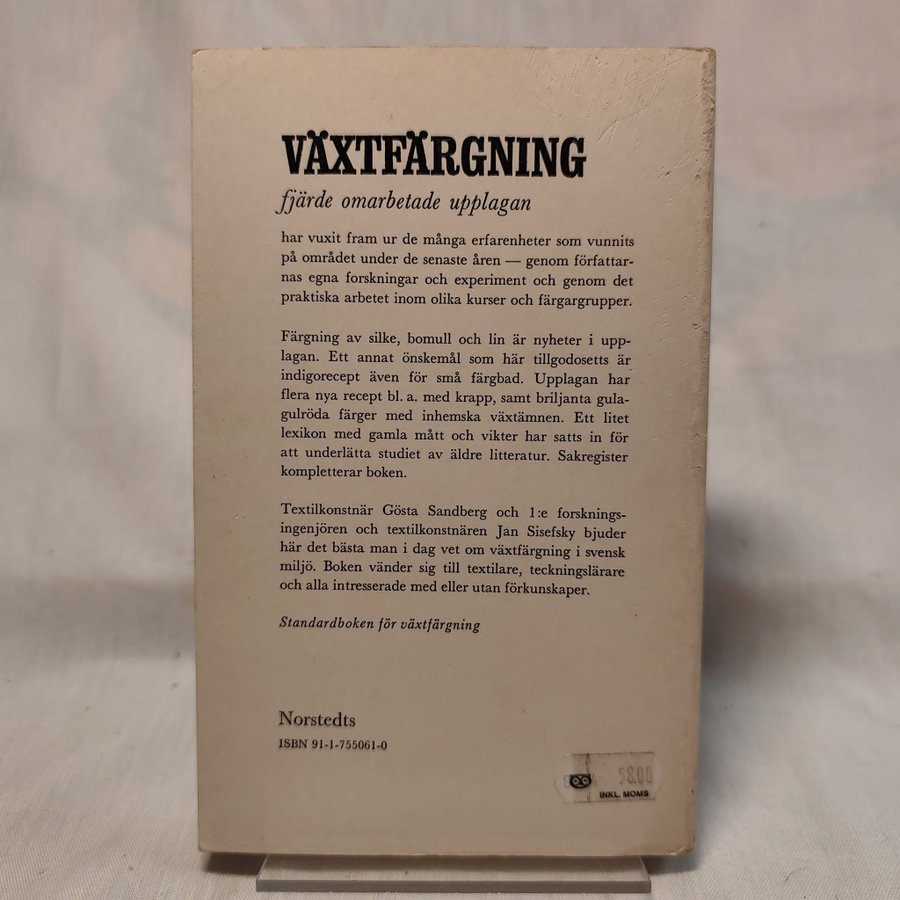 VÄXTFÄRGNING
fjärde omarbetade upplagan
har vuxit fram ur de många erfarenheter som vunnits
på området under de senaste åren — genom författar-
nas egna forskningar och experiment och genom det
praktiska arbetet inom olika kurser och färgargrupper.
Färgning av silke, bomull och lin är nyheter i upp-
lagan. Ett annat önskemål som här tillgodosetts är
indigorecept även för små färgbad. Upplagan har
flera nya recept bl. a. med krapp, samt briljanta gula-
gulröda färger med inhemska växtämnen. Ett litet
lexikon med gamla mått och vikter har satts in för
att underlätta studiet av äldre litteratur. Sakregister
kompletterar boken.
Textilkonstnär Gösta Sandberg och 1:e forsknings-
ingenjören och textilkonstnären Jan Sisefsky bjuder
här det bästa man i dag vet om växtfärgning i svensk
miljö. Boken vänder sig till textilare, teckningslärare
och alla intresserade med eller utan förkunskaper.
Standardboken för växtfärgning
Norstedts
ISBN 91-1-755061-0
INKL. MOMS